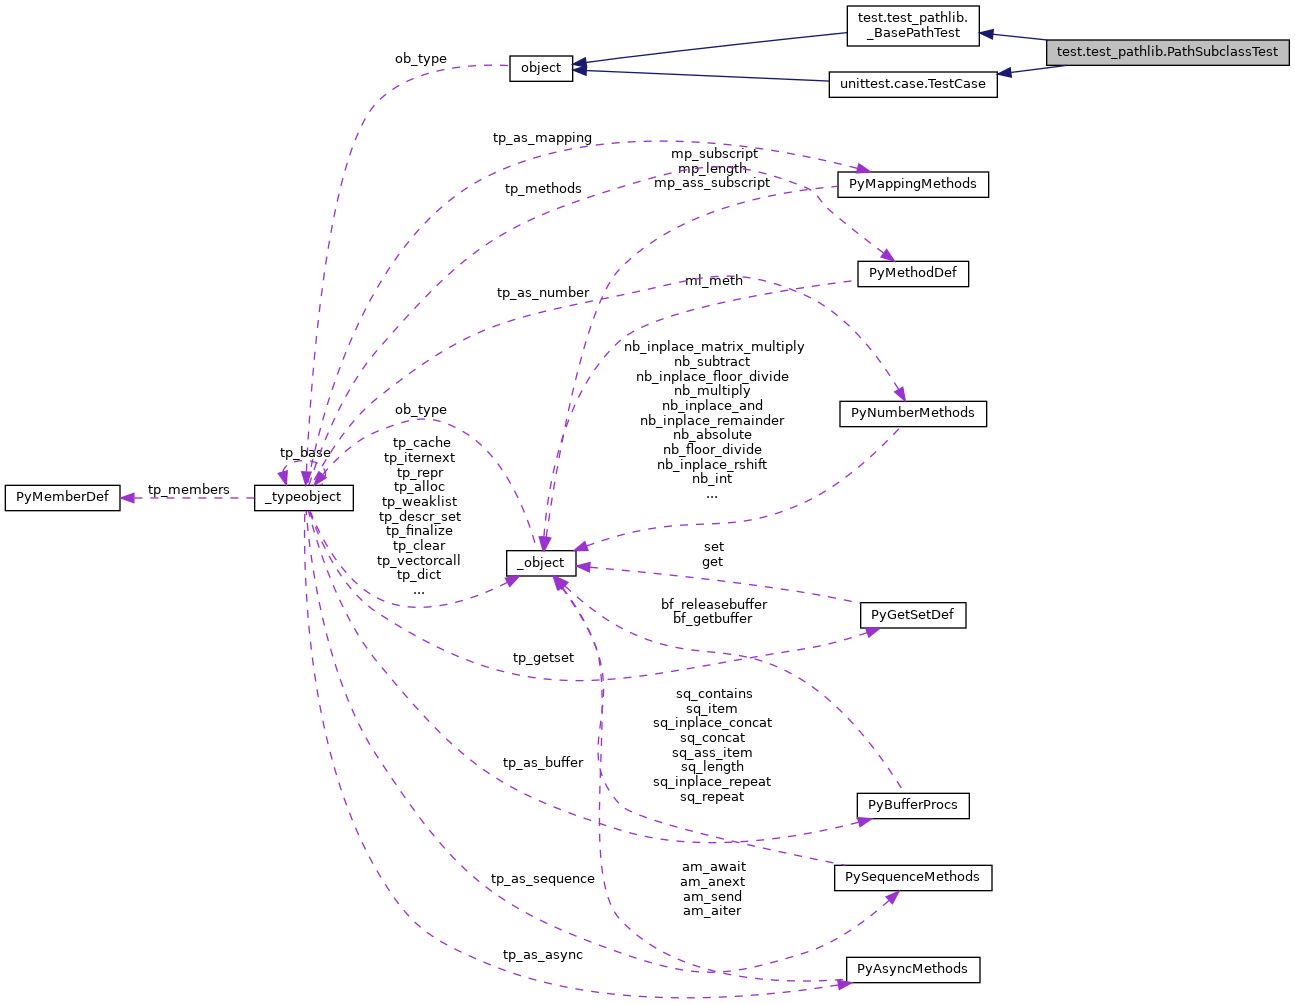 test.test_pathlib.
_BasePathTest
test.test_pathlib.PathSubclassTest
ob_type
object
unittest.case.TestCase
tp_as_mapping
mp_subscript
mp_length
mp_ass_subscript
PyMappingMethods
tp_methods
PyMethodDef
ml_meth
tp_as_number
nb_inplace_matrix_multiply
nb_subtract
nb_inplace_floor_divide
nb_multiply
nb_inplace_and
nb_inplace_remainder
nb_absolute
nb_floor_divide
nb_inplace_rshift
nb_int
...
PyNumberMethods
ob_type
tp_base
tp_cache
tp_iternext
tp_repr
tp_alloc
tp_weaklist
tp_descr_set
tp_finalize
tp_clear
tp_vectorcall
tp_dict
...
PyMemberDef
tp_members
_typeobject
_object
set
get
PyGetSetDef
bf_releasebuffer
bf_getbuffer
tp_getset
sq_contains
sq_item
sq_inplace_concat
sq_concat
sq_ass_item
sq_length
sq_inplace_repeat
sq_repeat
tp_as_buffer
PyBufferProcs
PySequenceMethods
tp_as_sequence
am_await
am_anext
am_send
am_aiter
tp_as_async
PyAsyncMethods